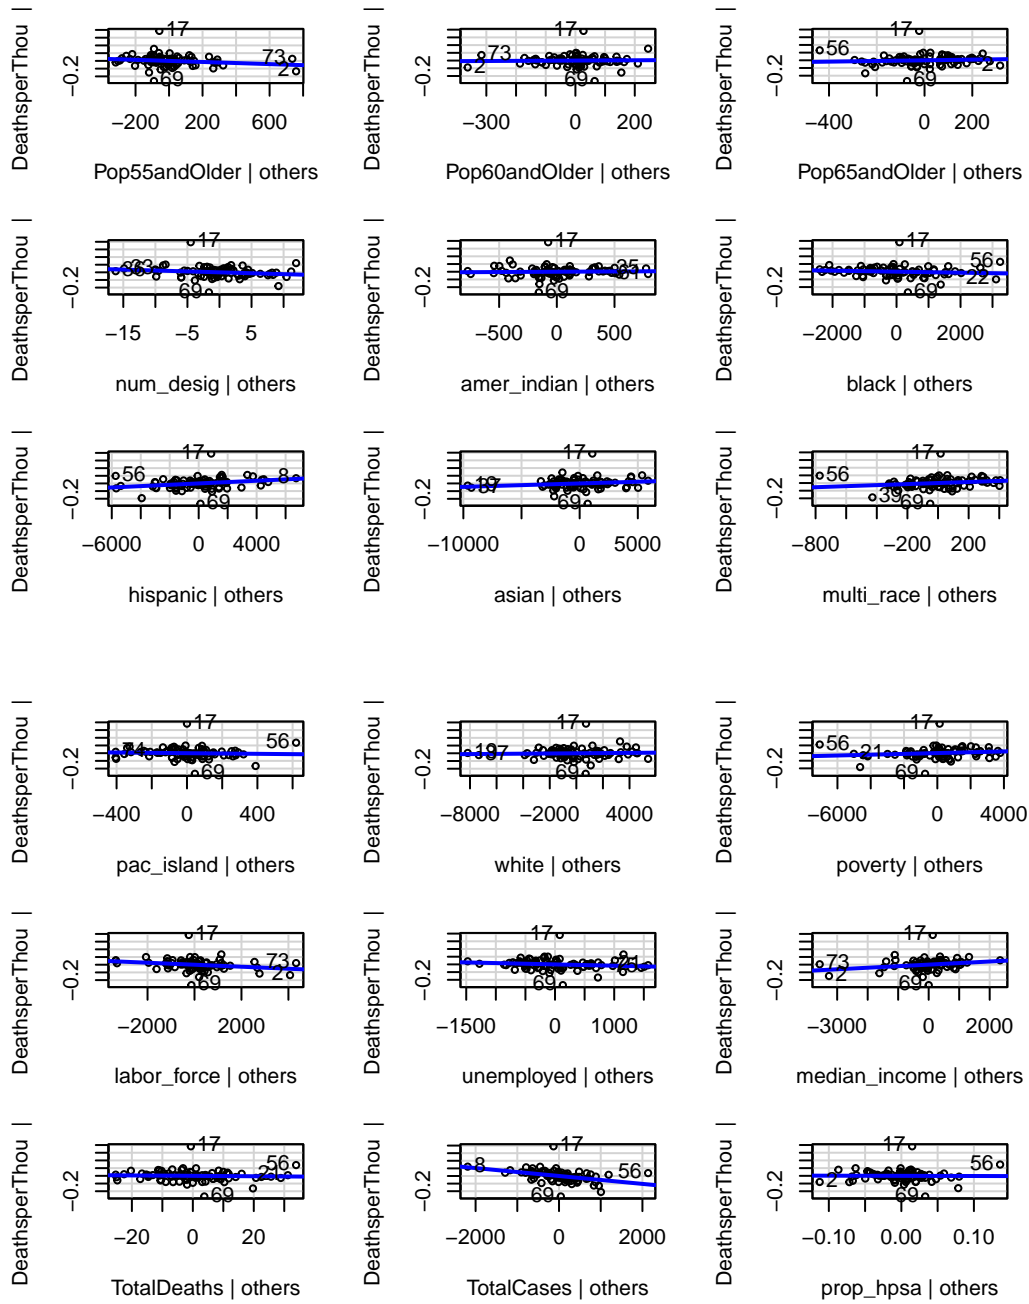 DeathsperThou |
−0.2
17
73
2
69
−200 200 600
Pop55andOlder | others
DeathsperThou |
−0.2
17
73
2
69
−300 0 200
Pop60andOlder | others
DeathsperThou |
−0.2
17
56
2
69
−400 0 200
Pop65andOlder | others
DeathsperThou |
−0.2
17
69
−15 −5 5
num_desig | others
DeathsperThou |
−0.2
17
69
−500 0 500
amer_indian | others
DeathsperThou |
−0.2
17
56
22
69
−2000 0 2000
black | others
DeathsperThou |
−0.2
17
56
8
69
−6000 0 4000
hispanic | others
DeathsperThou |
−0.2
17
69
−10000 0 5000
asian | others
DeathsperThou |
−0.2
17
56
39
69
−800 −200 200
multi_race | others
DeathsperThou |
−0.2
17
56
69
−400 0 400
pac_island | others
DeathsperThou |
−0.2
17
69
−8000 −2000 4000
white | others
DeathsperThou |
−0.2
17
56
21
69
−6000 0 4000
poverty | others
DeathsperThou |
−0.2
17
73
2
69
−2000 2000
labor_force | others
DeathsperThou |
−0.2
17
69
−1500 0 1000
unemployed | others
DeathsperThou |
−0.2
17
73
2
69
−3000 0 2000
median_income | others
DeathsperThou |
−0.2
17
56
69
−20 0 20
TotalDeaths | others
DeathsperThou |
−0.2
17
8
56
69
−2000 0 2000
TotalCases | others
DeathsperThou |
−0.2
17
56
2
69
−0.10 0.00 0.10
prop_hpsa | others